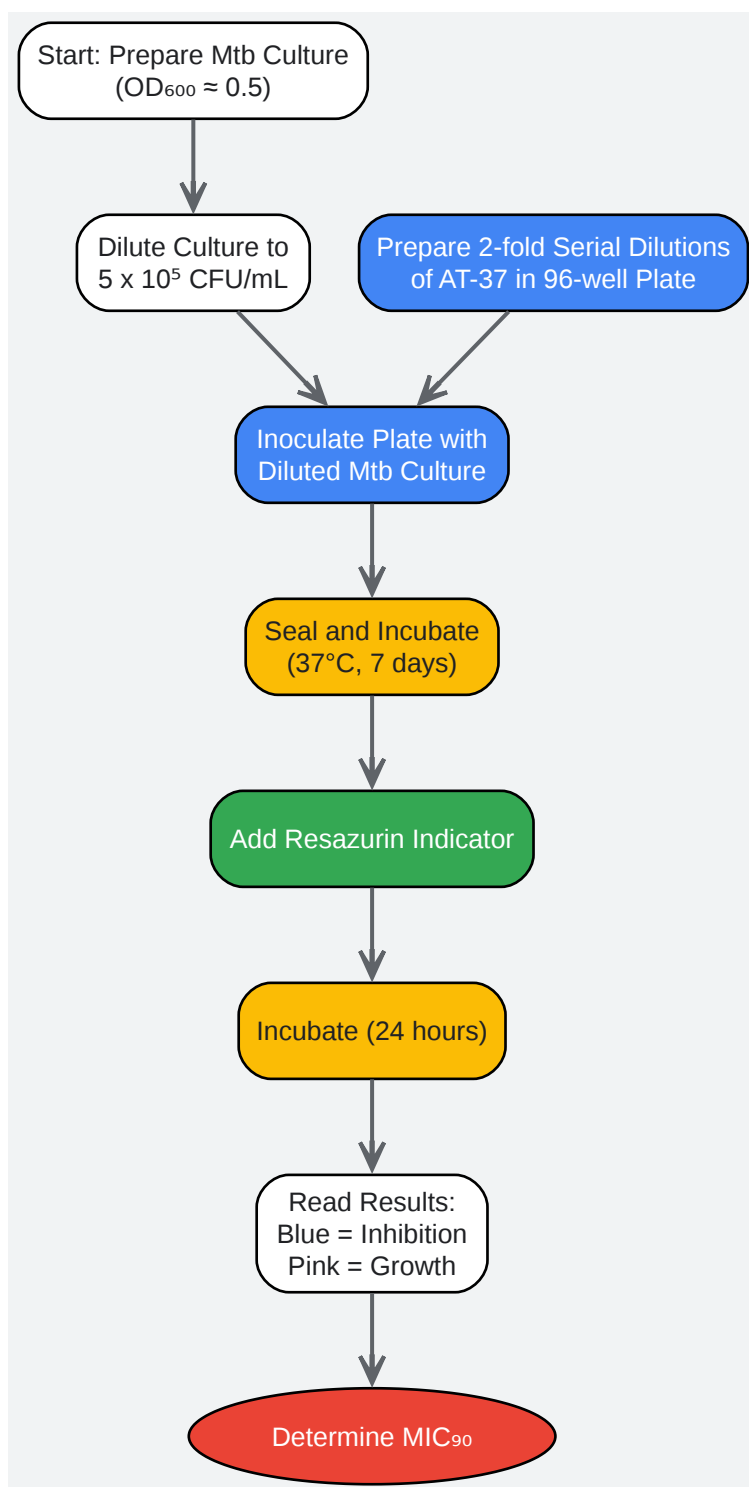 Start: Prepare Mtb Culture
(OD₆₀₀ ≈ 0.5)
Dilute Culture to
5 x 10⁵ CFU/mL
Prepare 2-fold Serial Dilutions
of AT-37 in 96-well Plate
Inoculate Plate with
Diluted Mtb Culture
Seal and Incubate
(37°C, 7 days)
Add Resazurin Indicator
Incubate (24 hours)
Read Results:
Blue = Inhibition
Pink = Growth
Determine MIC₉₀